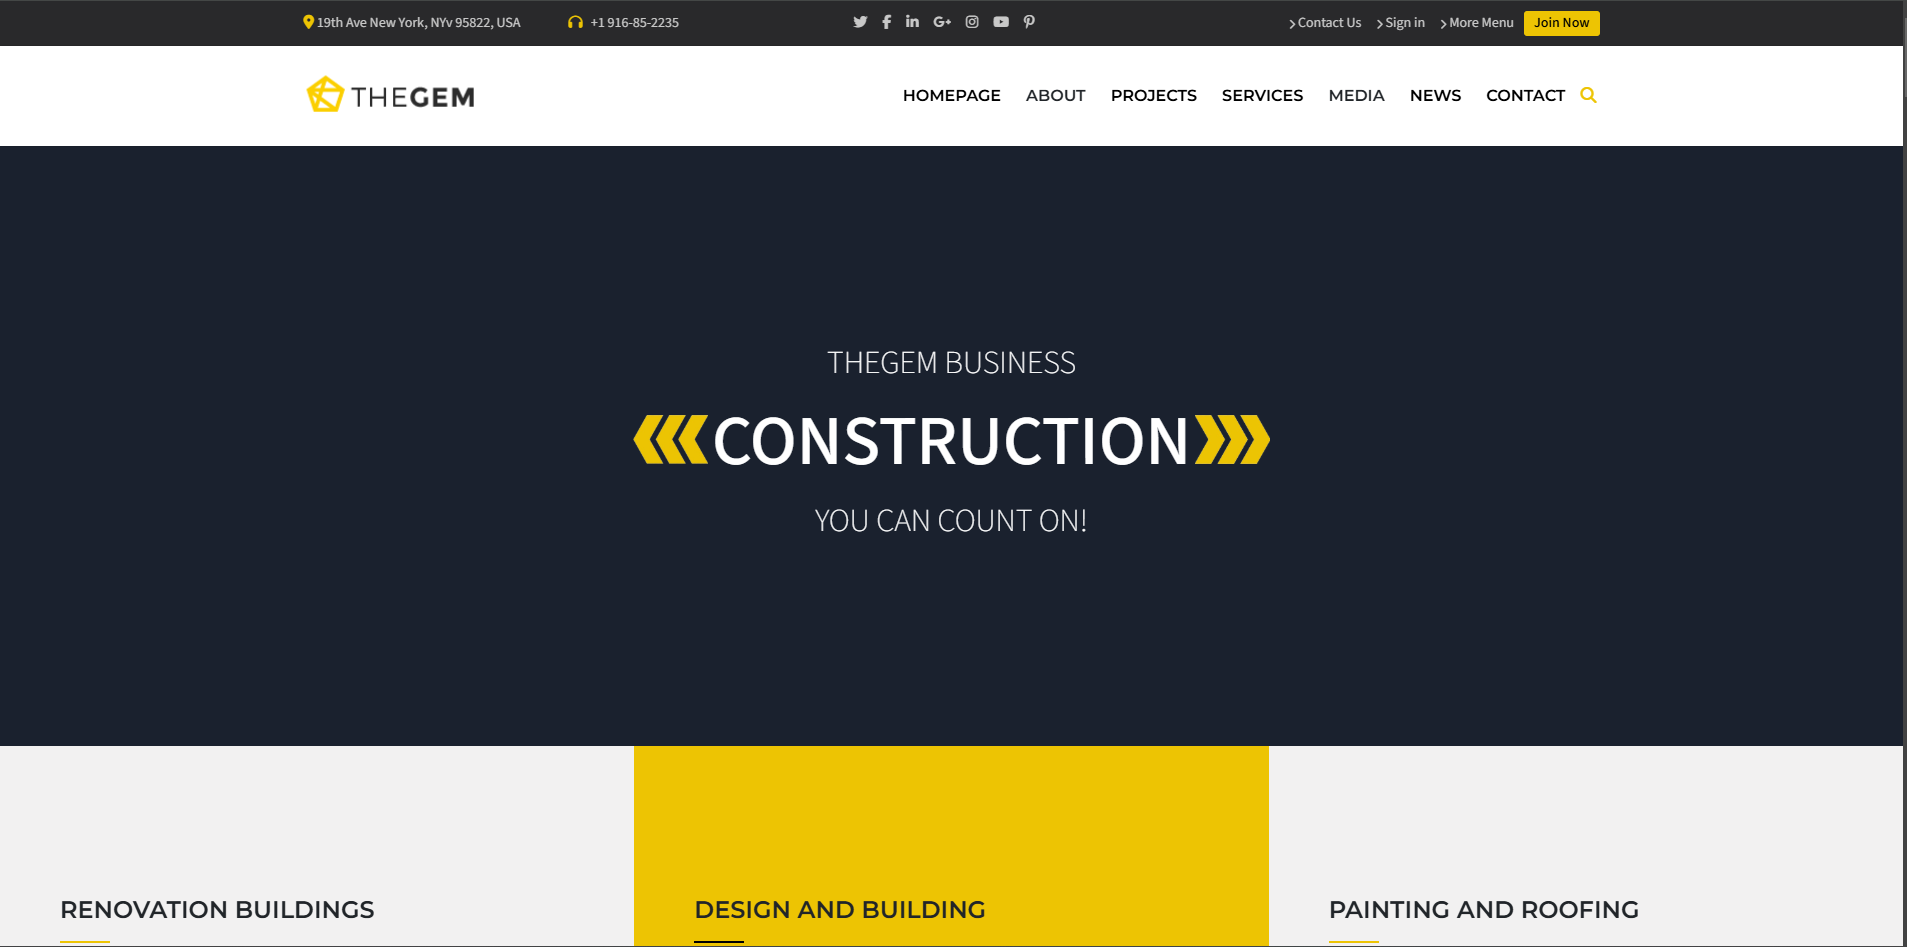 19th Ave New York, NYv 95822, USA
+1 916-85-2235
Contact Us
Sign in
More Menu
Join Now
THEGEM
HOMEPAGE ABOUT PROJECTS SERVICES MEDIA NEWS CONTACT
THEGEM BUSINESS
CONSTRUCTION
YOU CAN COUNT ON!
RENOVATION BUILDINGS
DESIGN AND BUILDING
PAINTING AND ROOFING